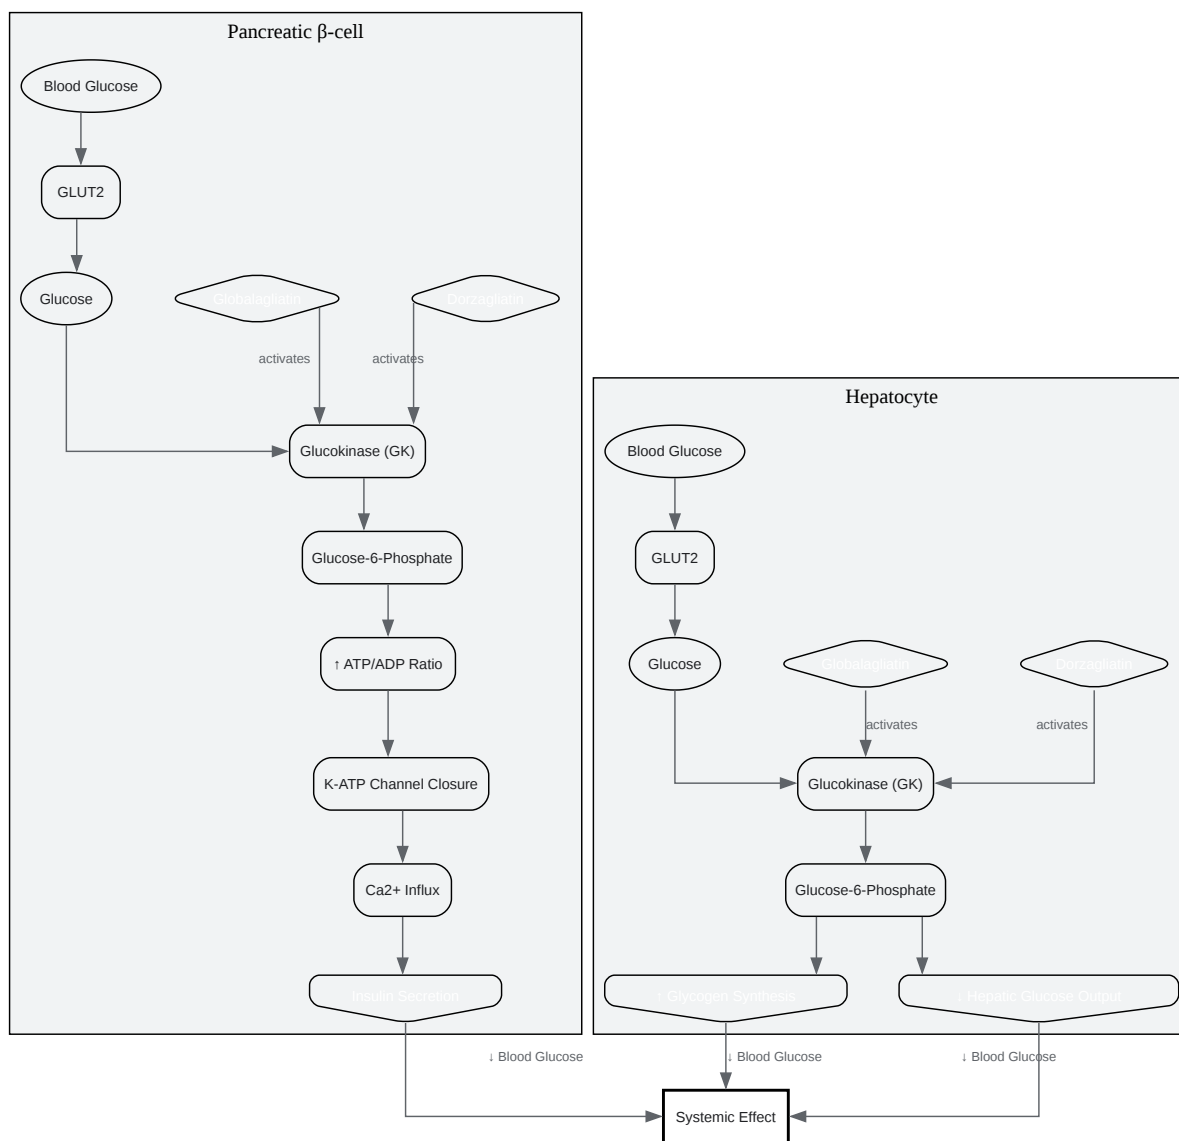 Pancreatic β-cell
Blood Glucose
GLUT2
Glucose
Globalagliatin
Dorzagliatin
activates
activates
Glucokinase (GK)
Glucose-6-Phosphate
↑ ATP/ADP Ratio
K-ATP Channel Closure
Ca2+ Influx
Insulin Secretion
Hepatocyte
Blood Glucose
GLUT2
Glucose
Globalagliatin
Dorzagliatin
activates
activates
Glucokinase (GK)
Glucose-6-Phosphate
↑ Glycogen Synthesis
↓ Hepatic Glucose Output
↓ Blood Glucose
↓ Blood Glucose
↓ Blood Glucose
Systemic Effect